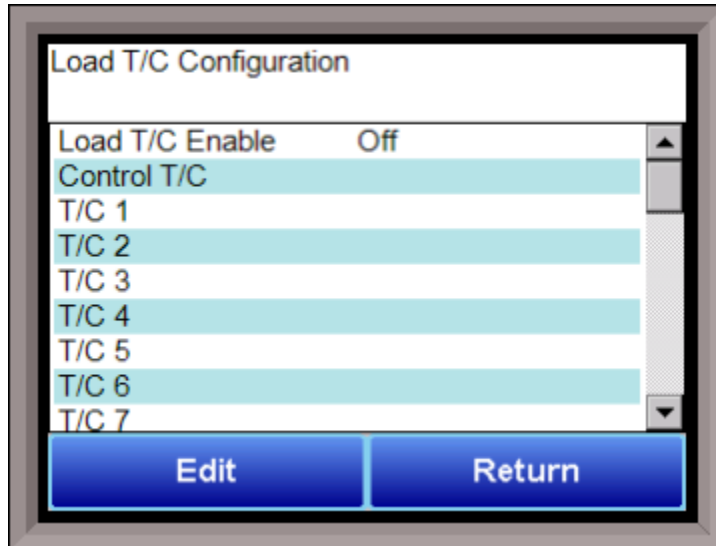 Load T/C Configuration
Load T/C Enable Off
Control T/C
T/C 1
T/C 2
T/C 3
T/C 4
T/C 5
T/C 6
T/C 7
Edit Return